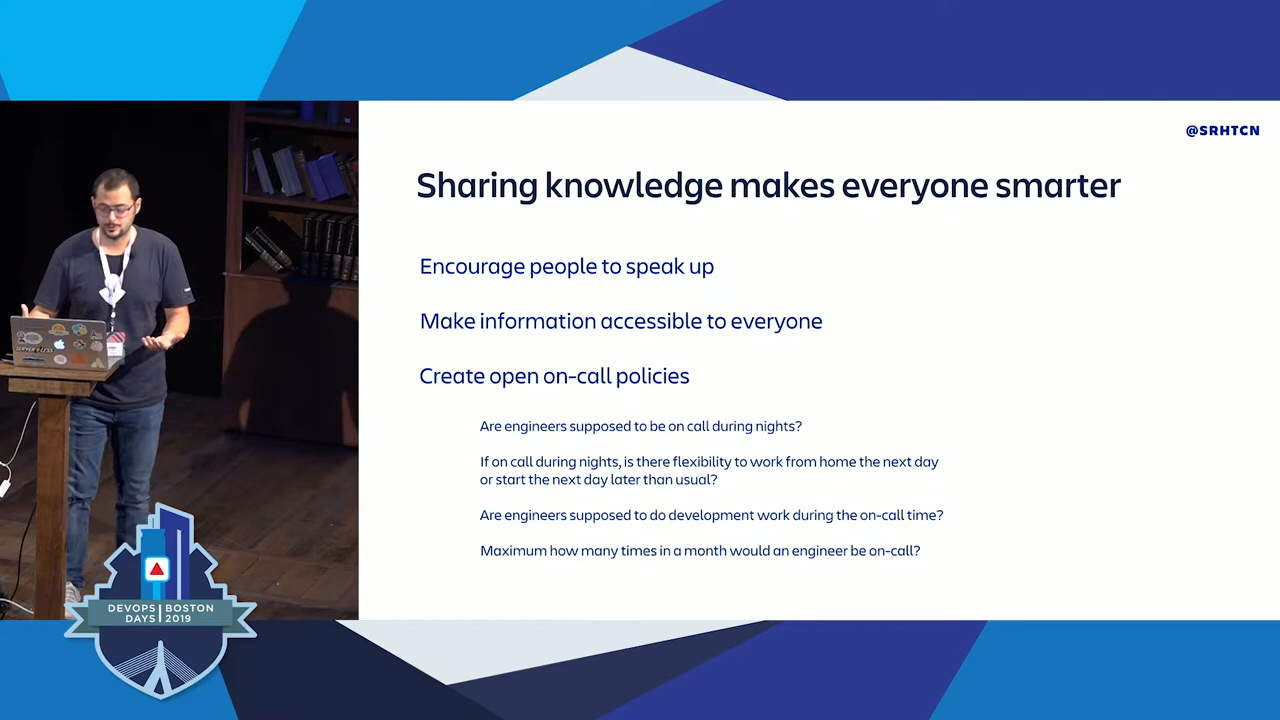 @SRHTCN
Sharing knowledge makes everyone smarter
Encourage people to speak up
Make information accessible to everyone
Create open on-call policies
Are engineers supposed to be on call during nights?
If on call during nights, is there flexibility to work from home the next day
or start the next day later than usual?
Are engineers supposed to do development work during the on-call time?
Maximum how many times in a month would an engineer be on-call?
SERVERLESS
DEVOPS BOSTON
DAYS 2019